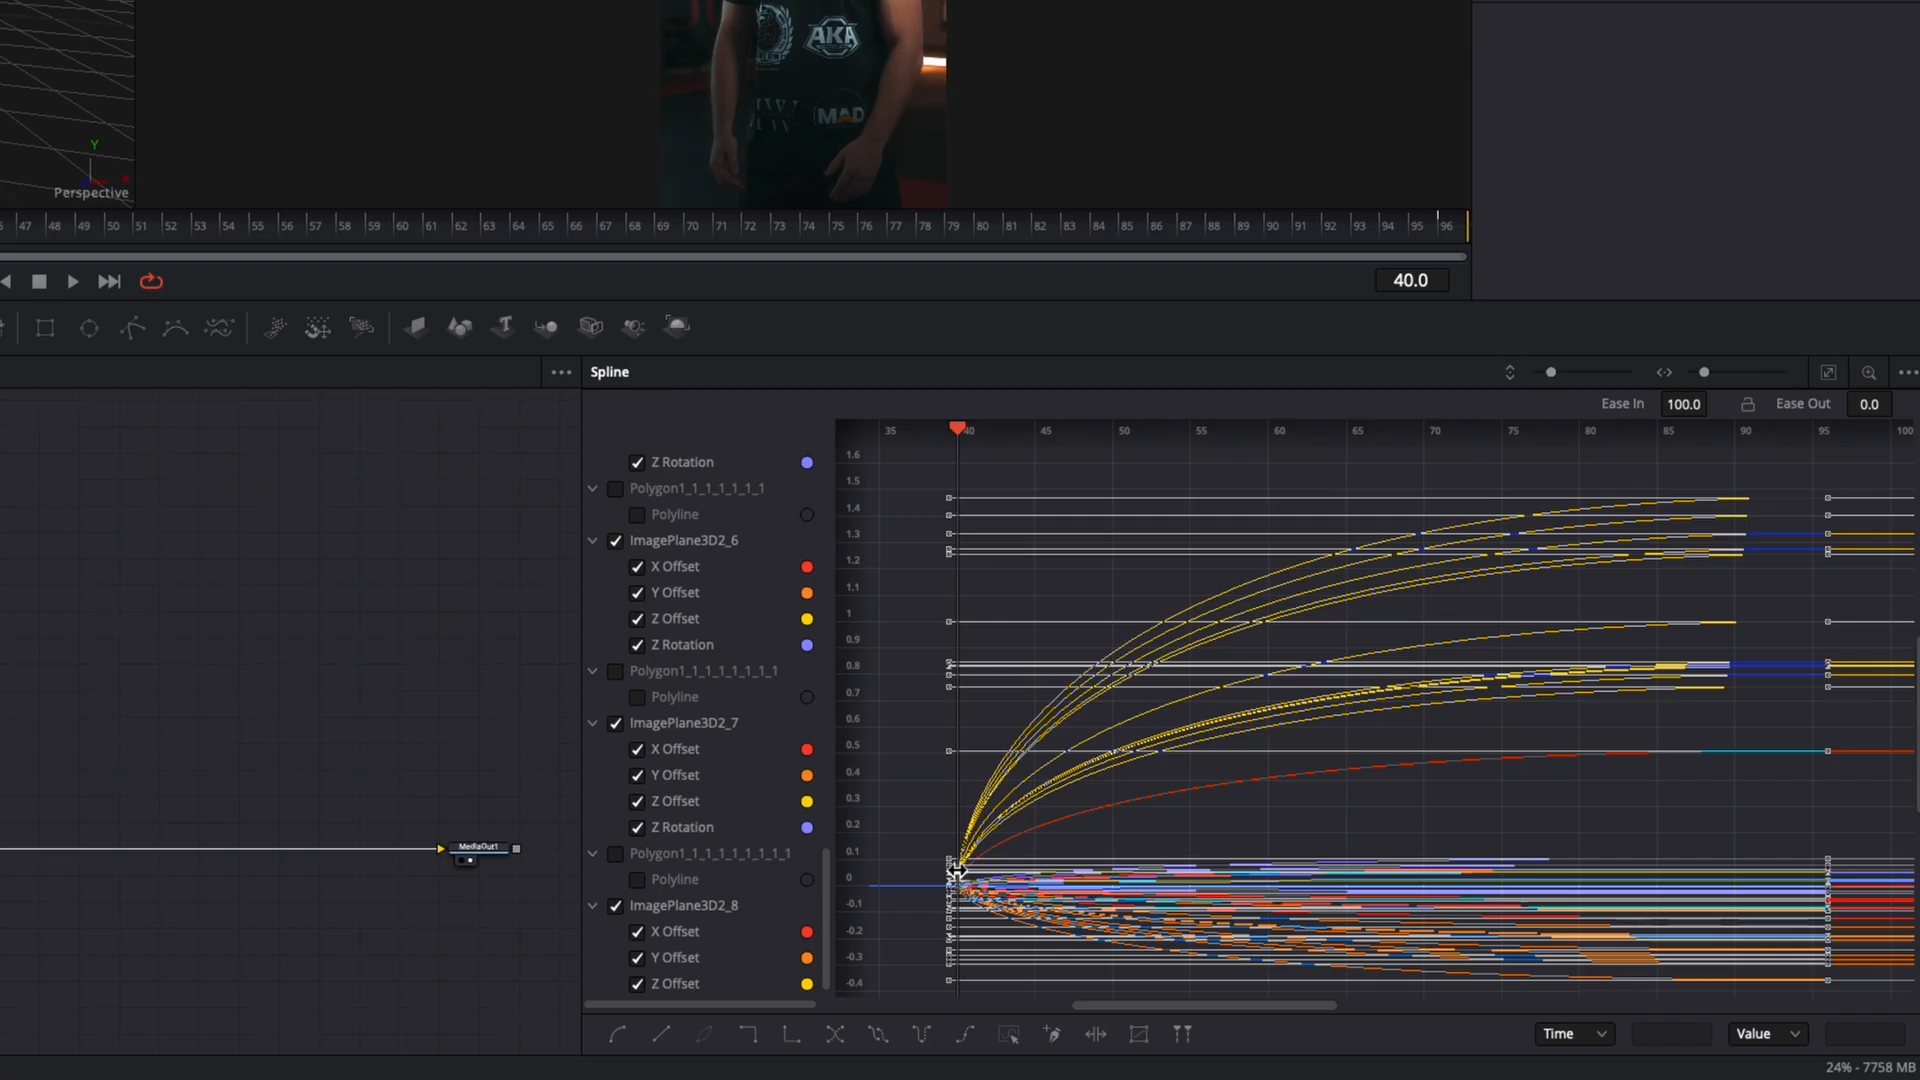 AKA
MAD
Y
Perspective
47 48 49 50 51 52 53 54 55 56 57 58 59 60 61 62 63 64 65 66 67 68 69 70 71 72 73 74 75 76 77 78 79 80 81 82 83 84 85 86 87 88 89 90 91 92 93 94 95 96
40.0
Spline
Ease In 100.0 Ease Out 0.0
35 40 45 50 55 60 65 70 75 80 85 90 95 100
Z Rotation
Polygon1_1_1_1_1_1_1
Polyline
ImagePlane3D2_6
X Offset
Y Offset
Z Offset
Z Rotation
Polygon1_1_1_1_1_1_1_1
Polyline
ImagePlane3D2_7
X Offset
Y Offset
Z Offset
Z Rotation
Polygon1_1_1_1_1_1_1_1_1
Polyline
ImagePlane3D2_8
X Offset
Y Offset
Z Offset
1.6
1.5
1.4
1.3
1.2
1.1
1
0.9
0.8
0.7
0.6
0.5
0.4
0.3
0.2
0.1
0
-0.1
-0.2
-0.3
-0.4
MediaOut1
Time Value
24% - 7758 MB